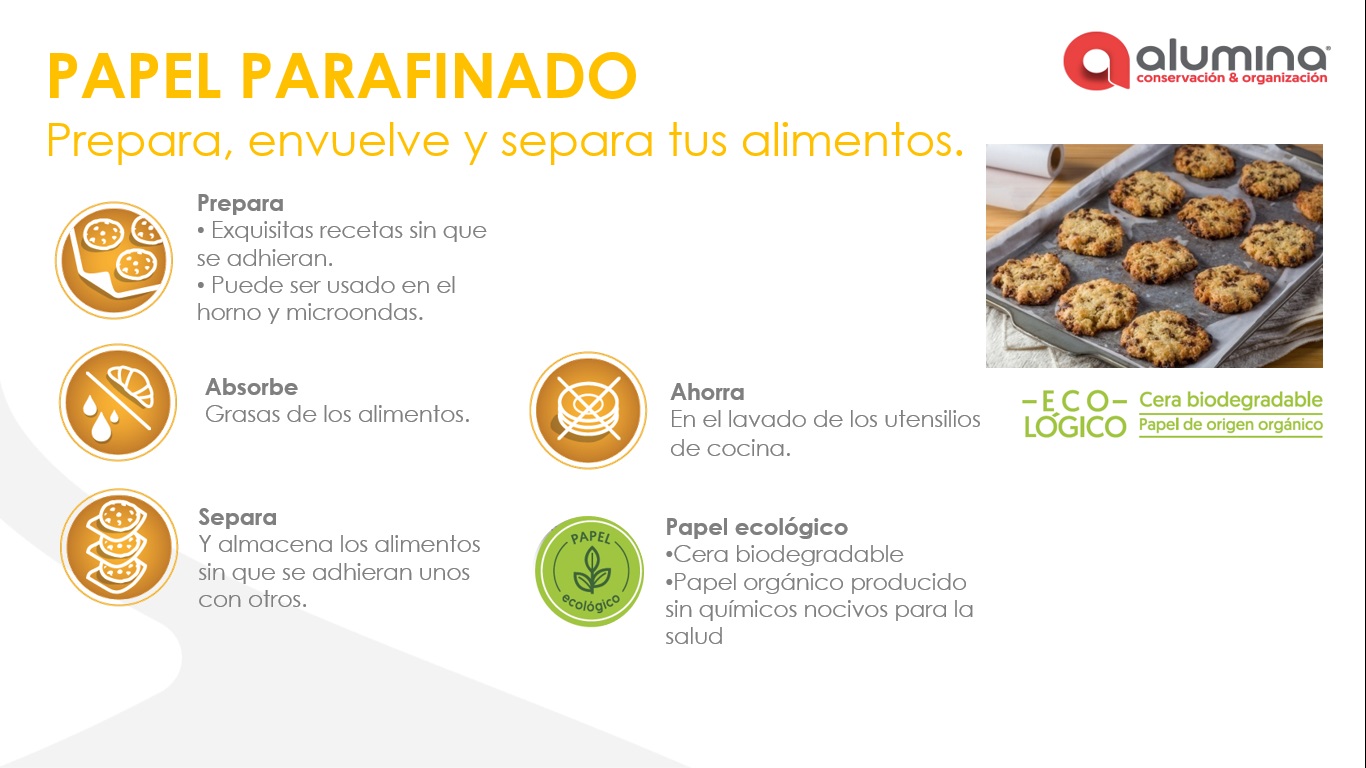 PAPEL PARAFINADO
Prepara, envuelve y separa tus alimentos.
alumina®
conservación & organización
Prepara
• Exquisitas recetas sin que
se adhieran.
• Puede ser usado en el
horno y microondas.
Absorbe
Grasas de los alimentos.
Separa
Y almacena los alimentos
sin que se adhieran unos
con otros.
Ahorra
En el lavado de los utensilios
de cocina.
PAPEL
ecológico
Papel ecológico
•Cera biodegradable
•Papel orgánico producido
sin químicos nocivos para la
salud
–ECO–
LÓGICO
Cera biodegradable
Papel de origen orgánico